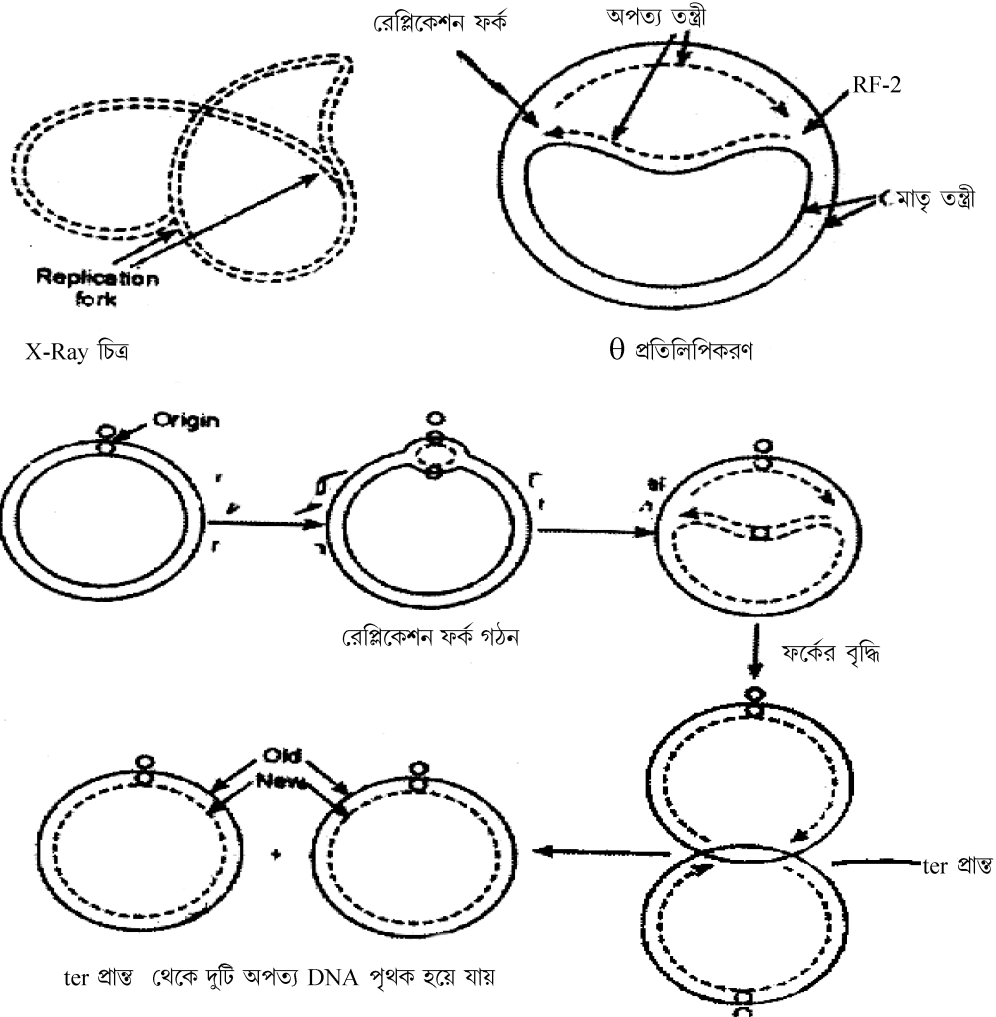 রেপ্লিকেশন ফর্ক
অপত্য তন্ত্রী
RF-2
মাতৃ তন্ত্রী
Replication
fork
X-Ray চিত্র
θ প্রতিলিপিকরণ
Origin
রেপ্লিকেশন ফর্ক গঠন
ফর্কের বৃদ্ধি
Old
New
+
ter প্রান্ত
ter প্রান্ত থেকে দুটি অপত্য DNA পৃথক হয়ে যায়